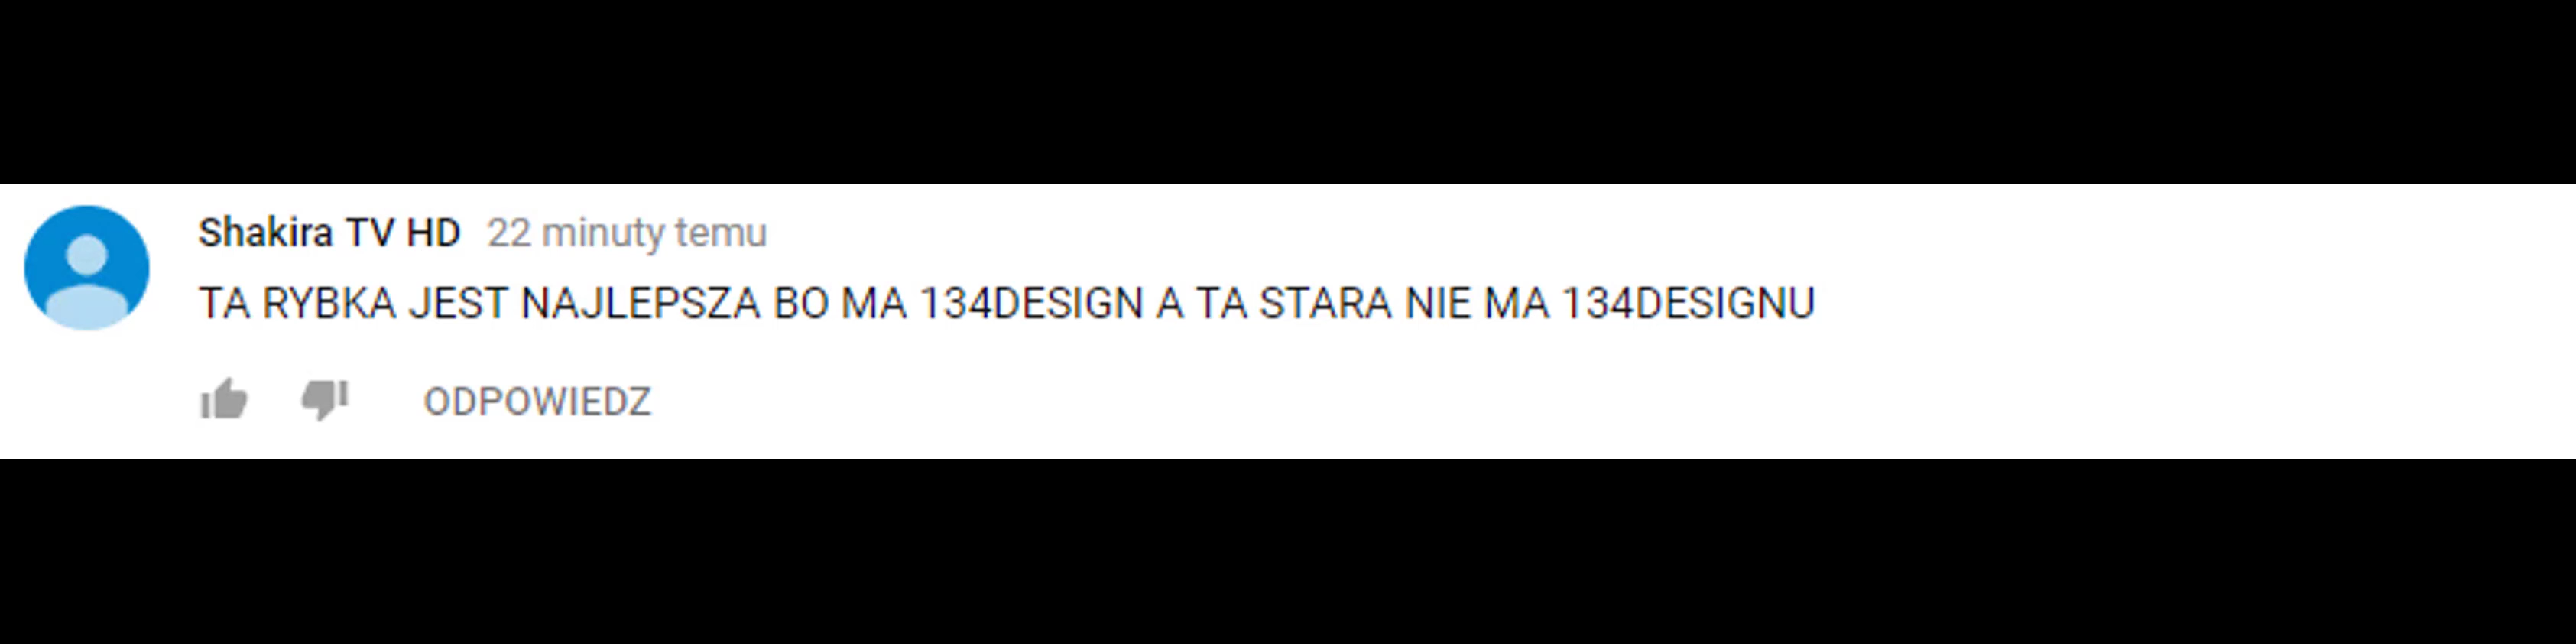 Shakira TV HD 22 minuty temu
TA RYBKA JEST NAJLEPSZA BO MA 134DESIGN A TA STARA NIE MA 134DESIGNU
ODPOWIEDZ